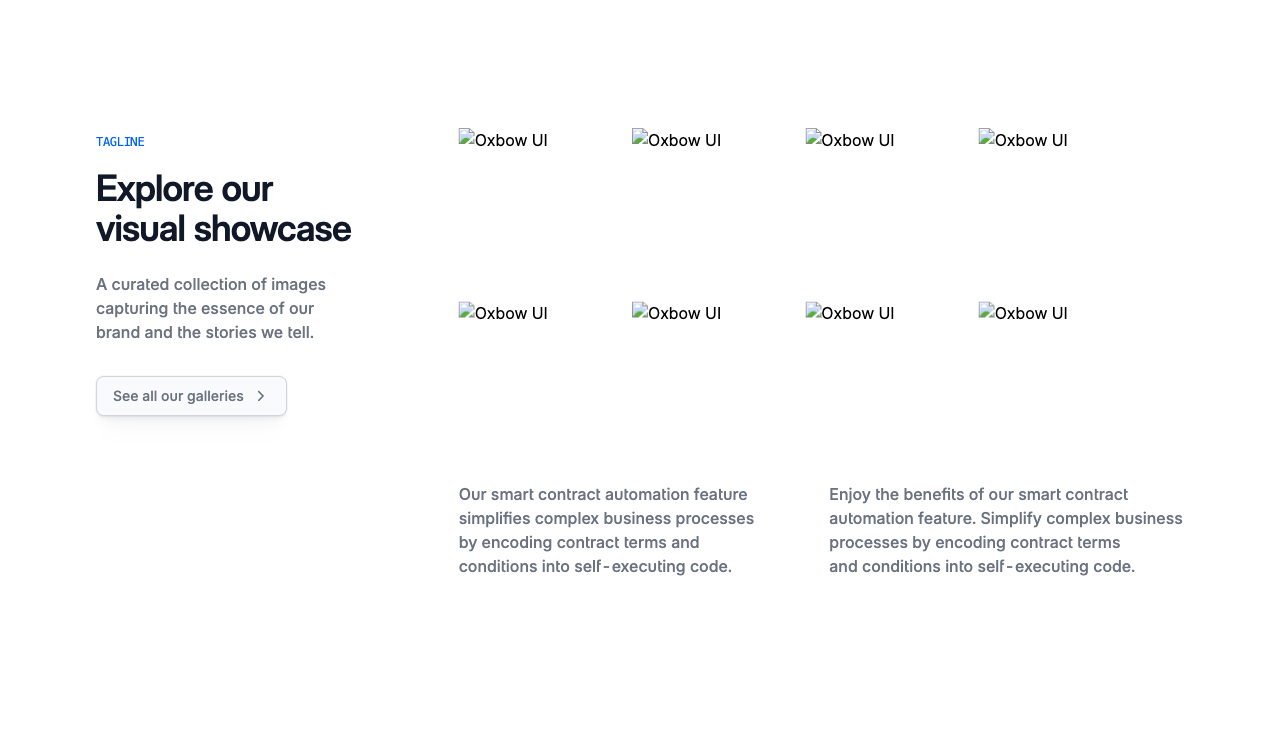 TAGLINE
Explore our
visual showcase
A curated collection of images
capturing the essence of our
brand and the stories we tell.
See all our galleries
Oxbow UI
Oxbow UI
Oxbow UI
Oxbow UI
Oxbow UI
Oxbow UI
Oxbow UI
Oxbow UI
Our smart contract automation feature
simplifies complex business processes
by encoding contract terms and
conditions into self-executing code.
Enjoy the benefits of our smart contract
automation feature. Simplify complex business
processes by encoding contract terms
and conditions into self-executing code.